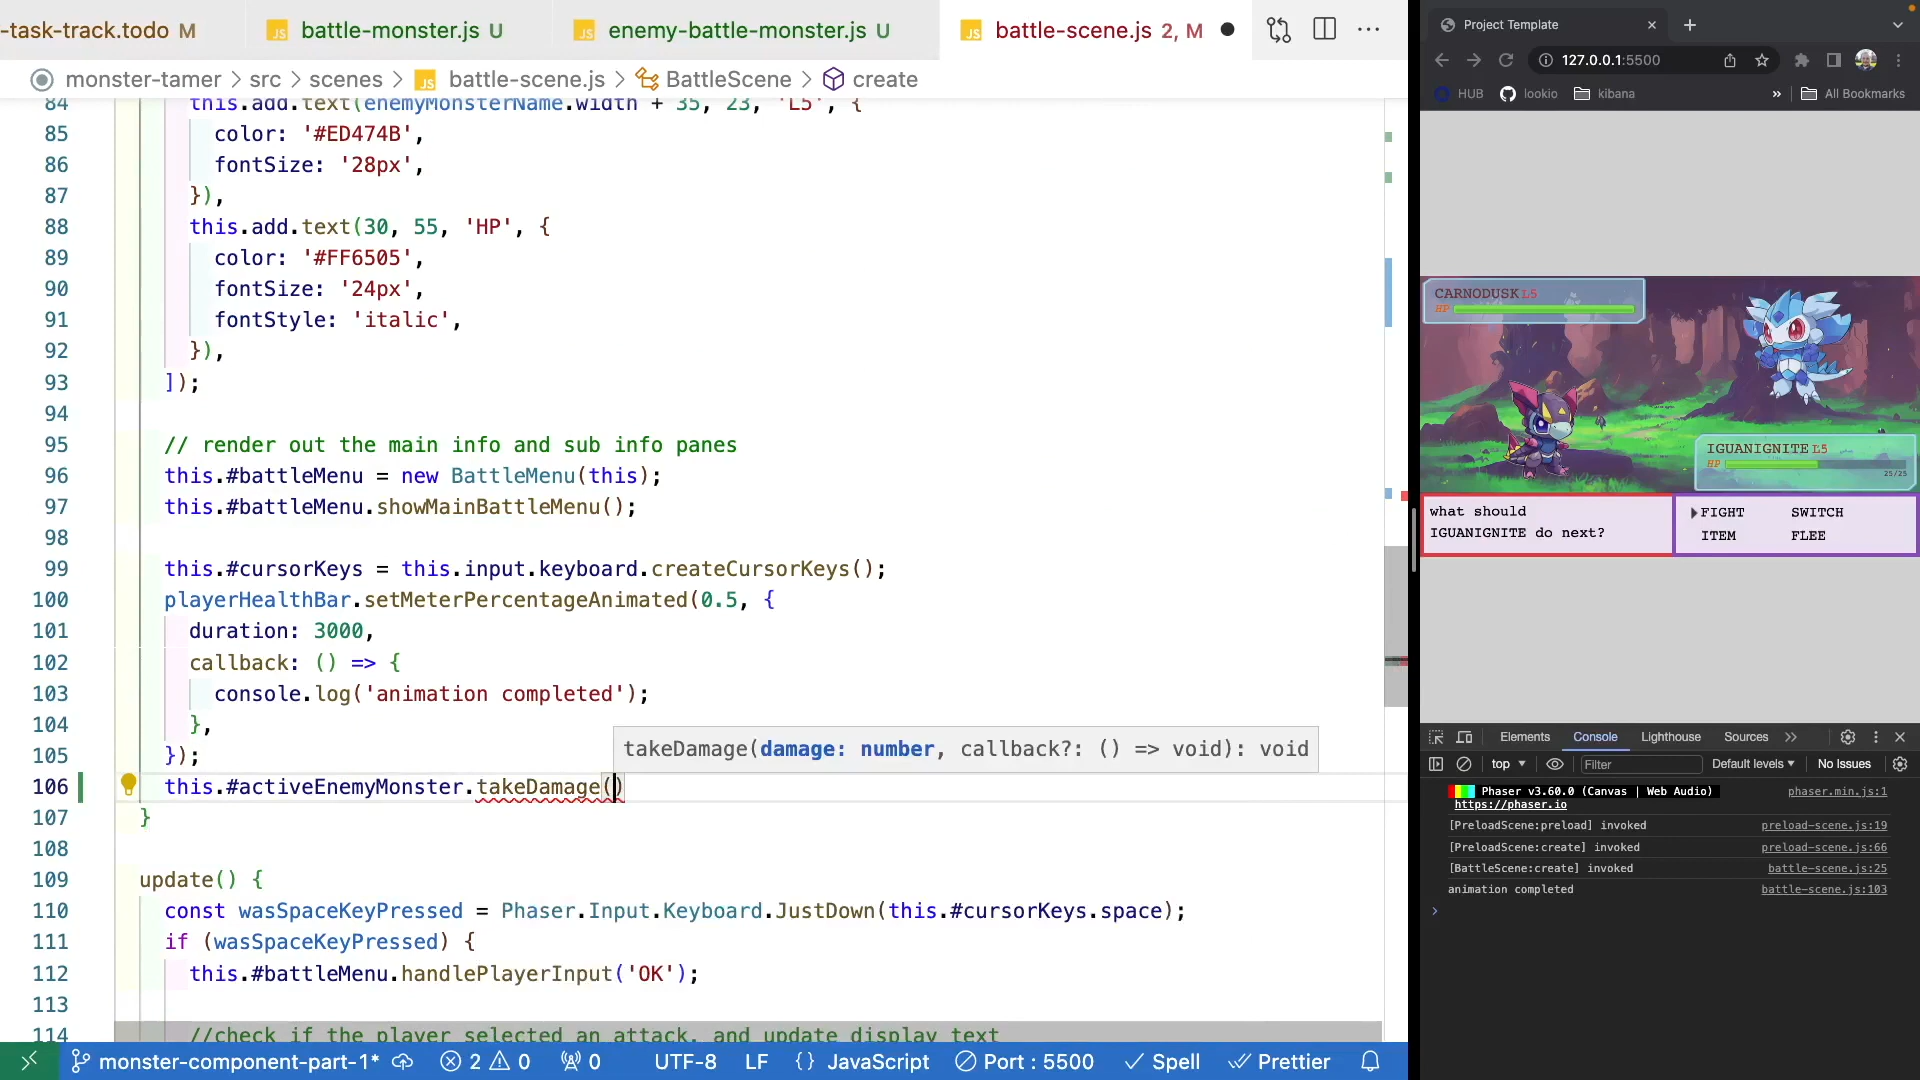 -task-track.todo M
battle-monster.js U
enemy-battle-monster.js U
battle-scene.js 2, M
monster-tamer > src > scenes > battle-scene.js > BattleScene > create
84 this.add.text(enemyMonsterName.width + 35, 23, 'L5', {
85 color: '#ED474B',
86 fontSize: '28px',
87 }),
88 this.add.text(30, 55, 'HP', {
89 color: '#FF6505',
90 fontSize: '24px',
91 fontStyle: 'italic',
92 }),
93 ]);
94
95 // render out the main info and sub info panes
96 this.#battleMenu = new BattleMenu(this);
97 this.#battleMenu.showMainBattleMenu();
98
99 this.#cursorKeys = this.input.keyboard.createCursorKeys();
100 playerHealthBar.setMeterPercentageAnimated(0.5, {
101 duration: 3000,
102 callback: () => {
103 console.log('animation completed');
104 },
takeDamage(damage: number, callback?: () => void): void
105 });
106 this.#activeEnemyMonster.takeDamage()
107 }
108
109 update() {
110 const wasSpaceKeyPressed = Phaser.Input.Keyboard.JustDown(this.#cursorKeys.space);
111 if (wasSpaceKeyPressed) {
112 this.#battleMenu.handlePlayerInput('OK');
113
114 //check if the player selected an attack, and update display text
monster-component-part-1* 2 0 0 UTF-8 LF {} JavaScript Port : 5500 Spell Prettier
Project Template
127.0.0.1:5500
HUB lookio kibana » All Bookmarks
CARNODUSK L5
HP
IGUANIGNITE L5
HP
25/25
what should
IGUANIGNITE do next?
FIGHT SWITCH
ITEM FLEE
Elements Console Lighthouse Sources »
top Filter Default levels No Issues
Phaser v3.60.0 (Canvas | Web Audio) phaser.min.js:1
https://phaser.io
[PreloadScene:preload] invoked preload-scene.js:19
[PreloadScene:create] invoked preload-scene.js:66
[BattleScene:create] invoked battle-scene.js:25
animation completed battle-scene.js:103
>